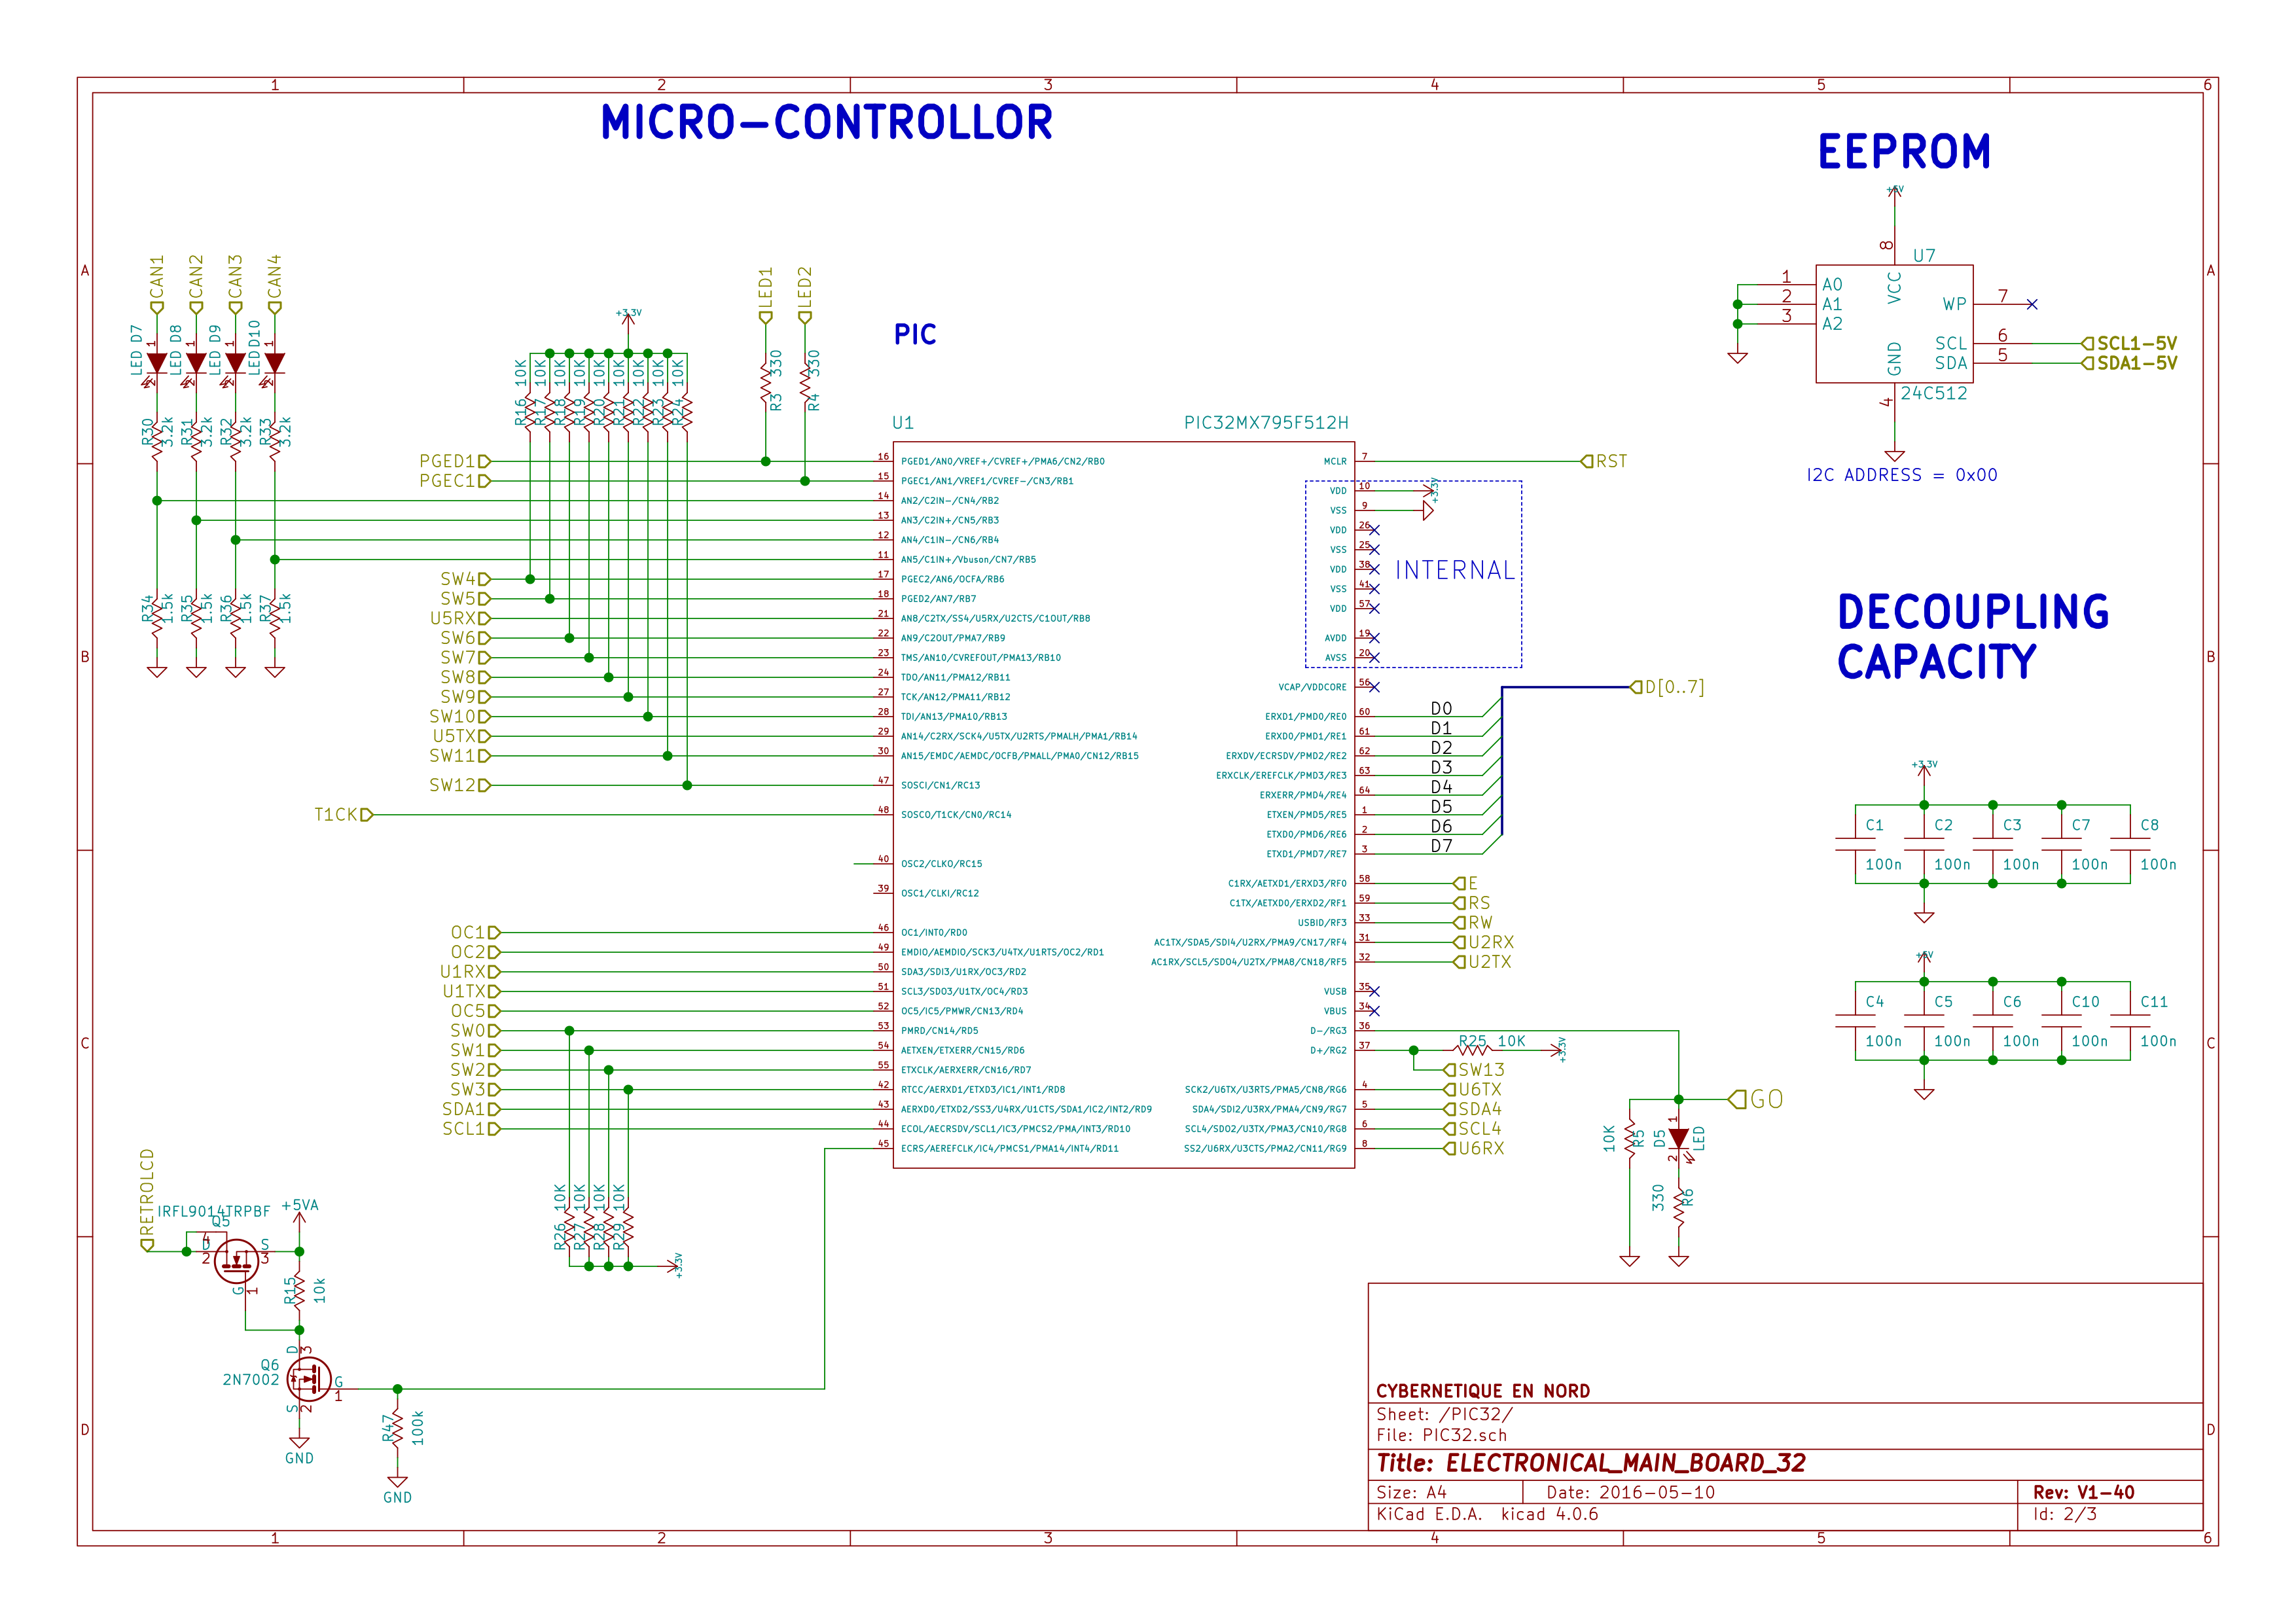 1 2 3 4 5 6
MICRO-CONTROLLOR
EEPROM
+5V
8
U7
1 A0
2 A1
3 A2
VCC
GND
WP 7
SCL 6 SCL1-5V
SDA 5 SDA1-5V
4
24C512
I2C ADDRESS = 0x00
A
A
CAN1 CAN2 CAN3 CAN4
LED D7 LED D8 LED D9 LED D10
1 1 1 1
2 2 2 2
R30 3.2k R31 3.2k R32 3.2k R33 3.2k
R34 1.5k R35 1.5k R36 1.5k R37 1.5k
+3.3V
R16 10K R17 10K R18 10K R19 10K R20 10K R21 10K R22 10K R23 10K R24 10K
LED1 LED2
R3 330 R4 330
PIC
U1 PIC32MX795F512H
PGED1 16 PGED1/AN0/VREF+/CVREF+/PMA6/CN2/RB0
PGEC1 15 PGEC1/AN1/VREF1/CVREF-/CN3/RB1
14 AN2/C2IN-/CN4/RB2
13 AN3/C2IN+/CN5/RB3
12 AN4/C1IN-/CN6/RB4
11 AN5/C1IN+/Vbuson/CN7/RB5
SW4 17 PGEC2/AN6/OCFA/RB6
SW5 18 PGED2/AN7/RB7
U5RX 21 AN8/C2TX/SS4/U5RX/U2CTS/C1OUT/RB8
SW6 22 AN9/C2OUT/PMA7/RB9
SW7 23 TMS/AN10/CVREFOUT/PMA13/RB10
SW8 24 TDO/AN11/PMA12/RB11
SW9 27 TCK/AN12/PMA11/RB12
SW10 28 TDI/AN13/PMA10/RB13
U5TX 29 AN14/C2RX/SCK4/U5TX/U2RTS/PMALH/PMA1/RB14
SW11 30 AN15/EMDC/AEMDC/OCFB/PMALL/PMA0/CN12/RB15
SW12 47 SOSCI/CN1/RC13
T1CK 48 SOSCO/T1CK/CN0/RC14
40 OSC2/CLKO/RC15
39 OSC1/CLKI/RC12
OC1 46 OC1/INT0/RD0
OC2 49 EMDIO/AEMDIO/SCK3/U4TX/U1RTS/OC2/RD1
U1RX 50 SDA3/SDI3/U1RX/OC3/RD2
U1TX 51 SCL3/SDO3/U1TX/OC4/RD3
OC5 52 OC5/IC5/PMWR/CN13/RD4
SW0 53 PMRD/CN14/RD5
SW1 54 AETXEN/ETXERR/CN15/RD6
SW2 55 ETXCLK/AERXERR/CN16/RD7
SW3 42 RTCC/AERXD1/ETXD3/IC1/INT1/RD8
SDA1 43 AERXD0/ETXD2/SS3/U4RX/U1CTS/SDA1/IC2/INT2/RD9
SCL1 44 ECOL/AECRSDV/SCL1/IC3/PMCS2/PMA/INT3/RD10
45 ECRS/AEREFCLK/IC4/PMCS1/PMA14/INT4/RD11
MCLR 7 RST
VDD 10 +3.3V
VSS 9
VDD 26
VSS 25
VDD 38
VSS 41
VDD 57
AVDD 19
AVSS 20
INTERNAL
VCAP/VDDCORE 56
D[0..7]
ERXD1/PMD0/RE0 60 D0
ERXD0/PMD1/RE1 61 D1
ERXDV/ECRSDV/PMD2/RE2 62 D2
ERXCLK/EREFCLK/PMD3/RE3 63 D3
ERXERR/PMD4/RE4 64 D4
ETXEN/PMD5/RE5 1 D5
ETXD0/PMD6/RE6 2 D6
ETXD1/PMD7/RE7 3 D7
C1RX/AETXD1/ERXD3/RF0 58 E
C1TX/AETXD0/ERXD2/RF1 59 RS
USBID/RF3 33 RW
AC1TX/SDA5/SDI4/U2RX/PMA9/CN17/RF4 31 U2RX
AC1RX/SCL5/SDO4/U2TX/PMA8/CN18/RF5 32 U2TX
VUSB 35
VBUS 34
D-/RG3 36
D+/RG2 37 R25 10K +3.3V
SW13
SCK2/U6TX/U3RTS/PMA5/CN8/RG6 4 U6TX
SDA4/SDI2/U3RX/PMA4/CN9/RG7 5 SDA4
SCL4/SDO2/U3TX/PMA3/CN10/RG8 6 SCL4
SS2/U6RX/U3CTS/PMA2/CN11/RG9 8 U6RX
B
B
DECOUPLING
CAPACITY
+3.3V
C1 C2 C3 C7 C8
100n 100n 100n 100n 100n
+5V
C4 C5 C6 C10 C11
100n 100n 100n 100n 100n
C
C
GO
10K R5
D5 LED
1
2
330 R6
R26 10K R27 10K R28 10K R29 10K
+3.3V
RETROLCD
IRFL9014TRPBF
Q5
+5VA
4
D S
2 3
G 1
R15 10k
D 3
Q6
2N7002
G
1
S 2
GND
R47 100k
GND
D
D
CYBERNETIQUE EN NORD
Sheet: /PIC32/
File: PIC32.sch
Title: ELECTRONICAL_MAIN_BOARD_32
Size: A4 Date: 2016-05-10 Rev: V1-40
KiCad E.D.A. kicad 4.0.6 Id: 2/3
1 2 3 4 5 6